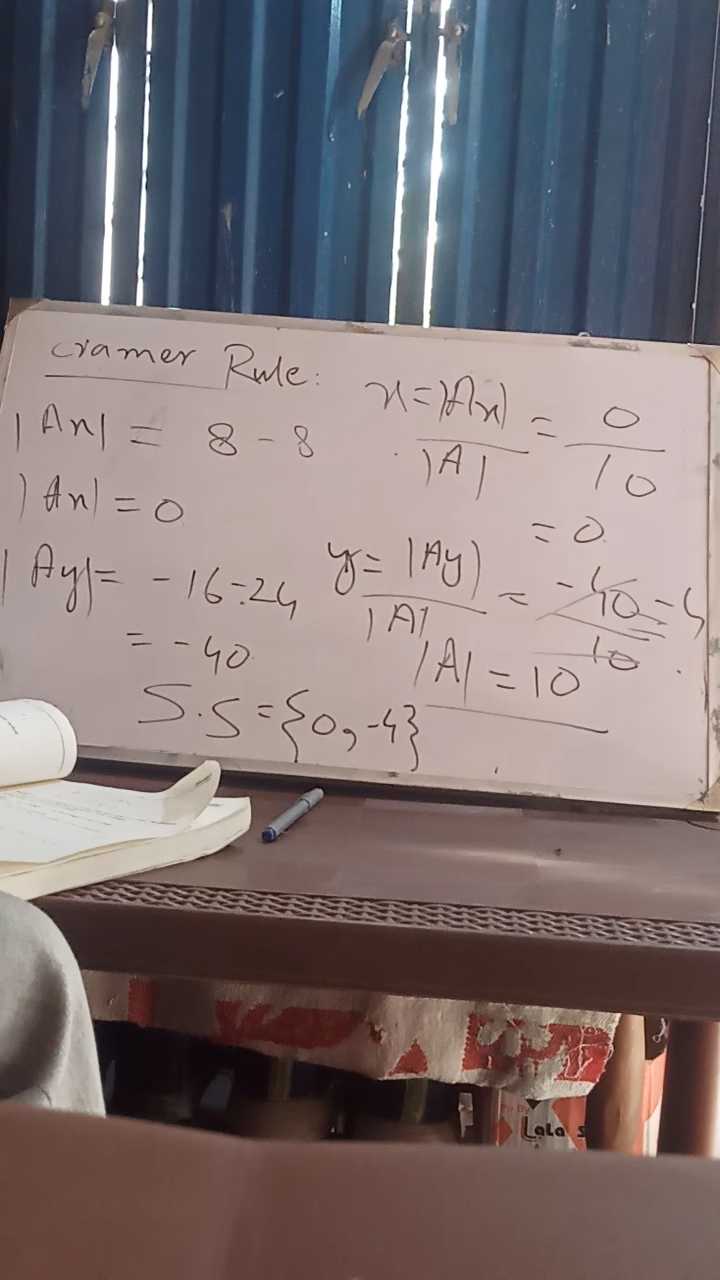 Cramer Rule:
|Ax| = 8 - 8
|Ax| = 0
|Ay| = -16-24
= -40
x = |Ax| / |A| = 0 / 10
= 0
y = |Ay| / |A| = -40 / 10 = -4
|A| = 10
S.S = {0, -4}
LaLa